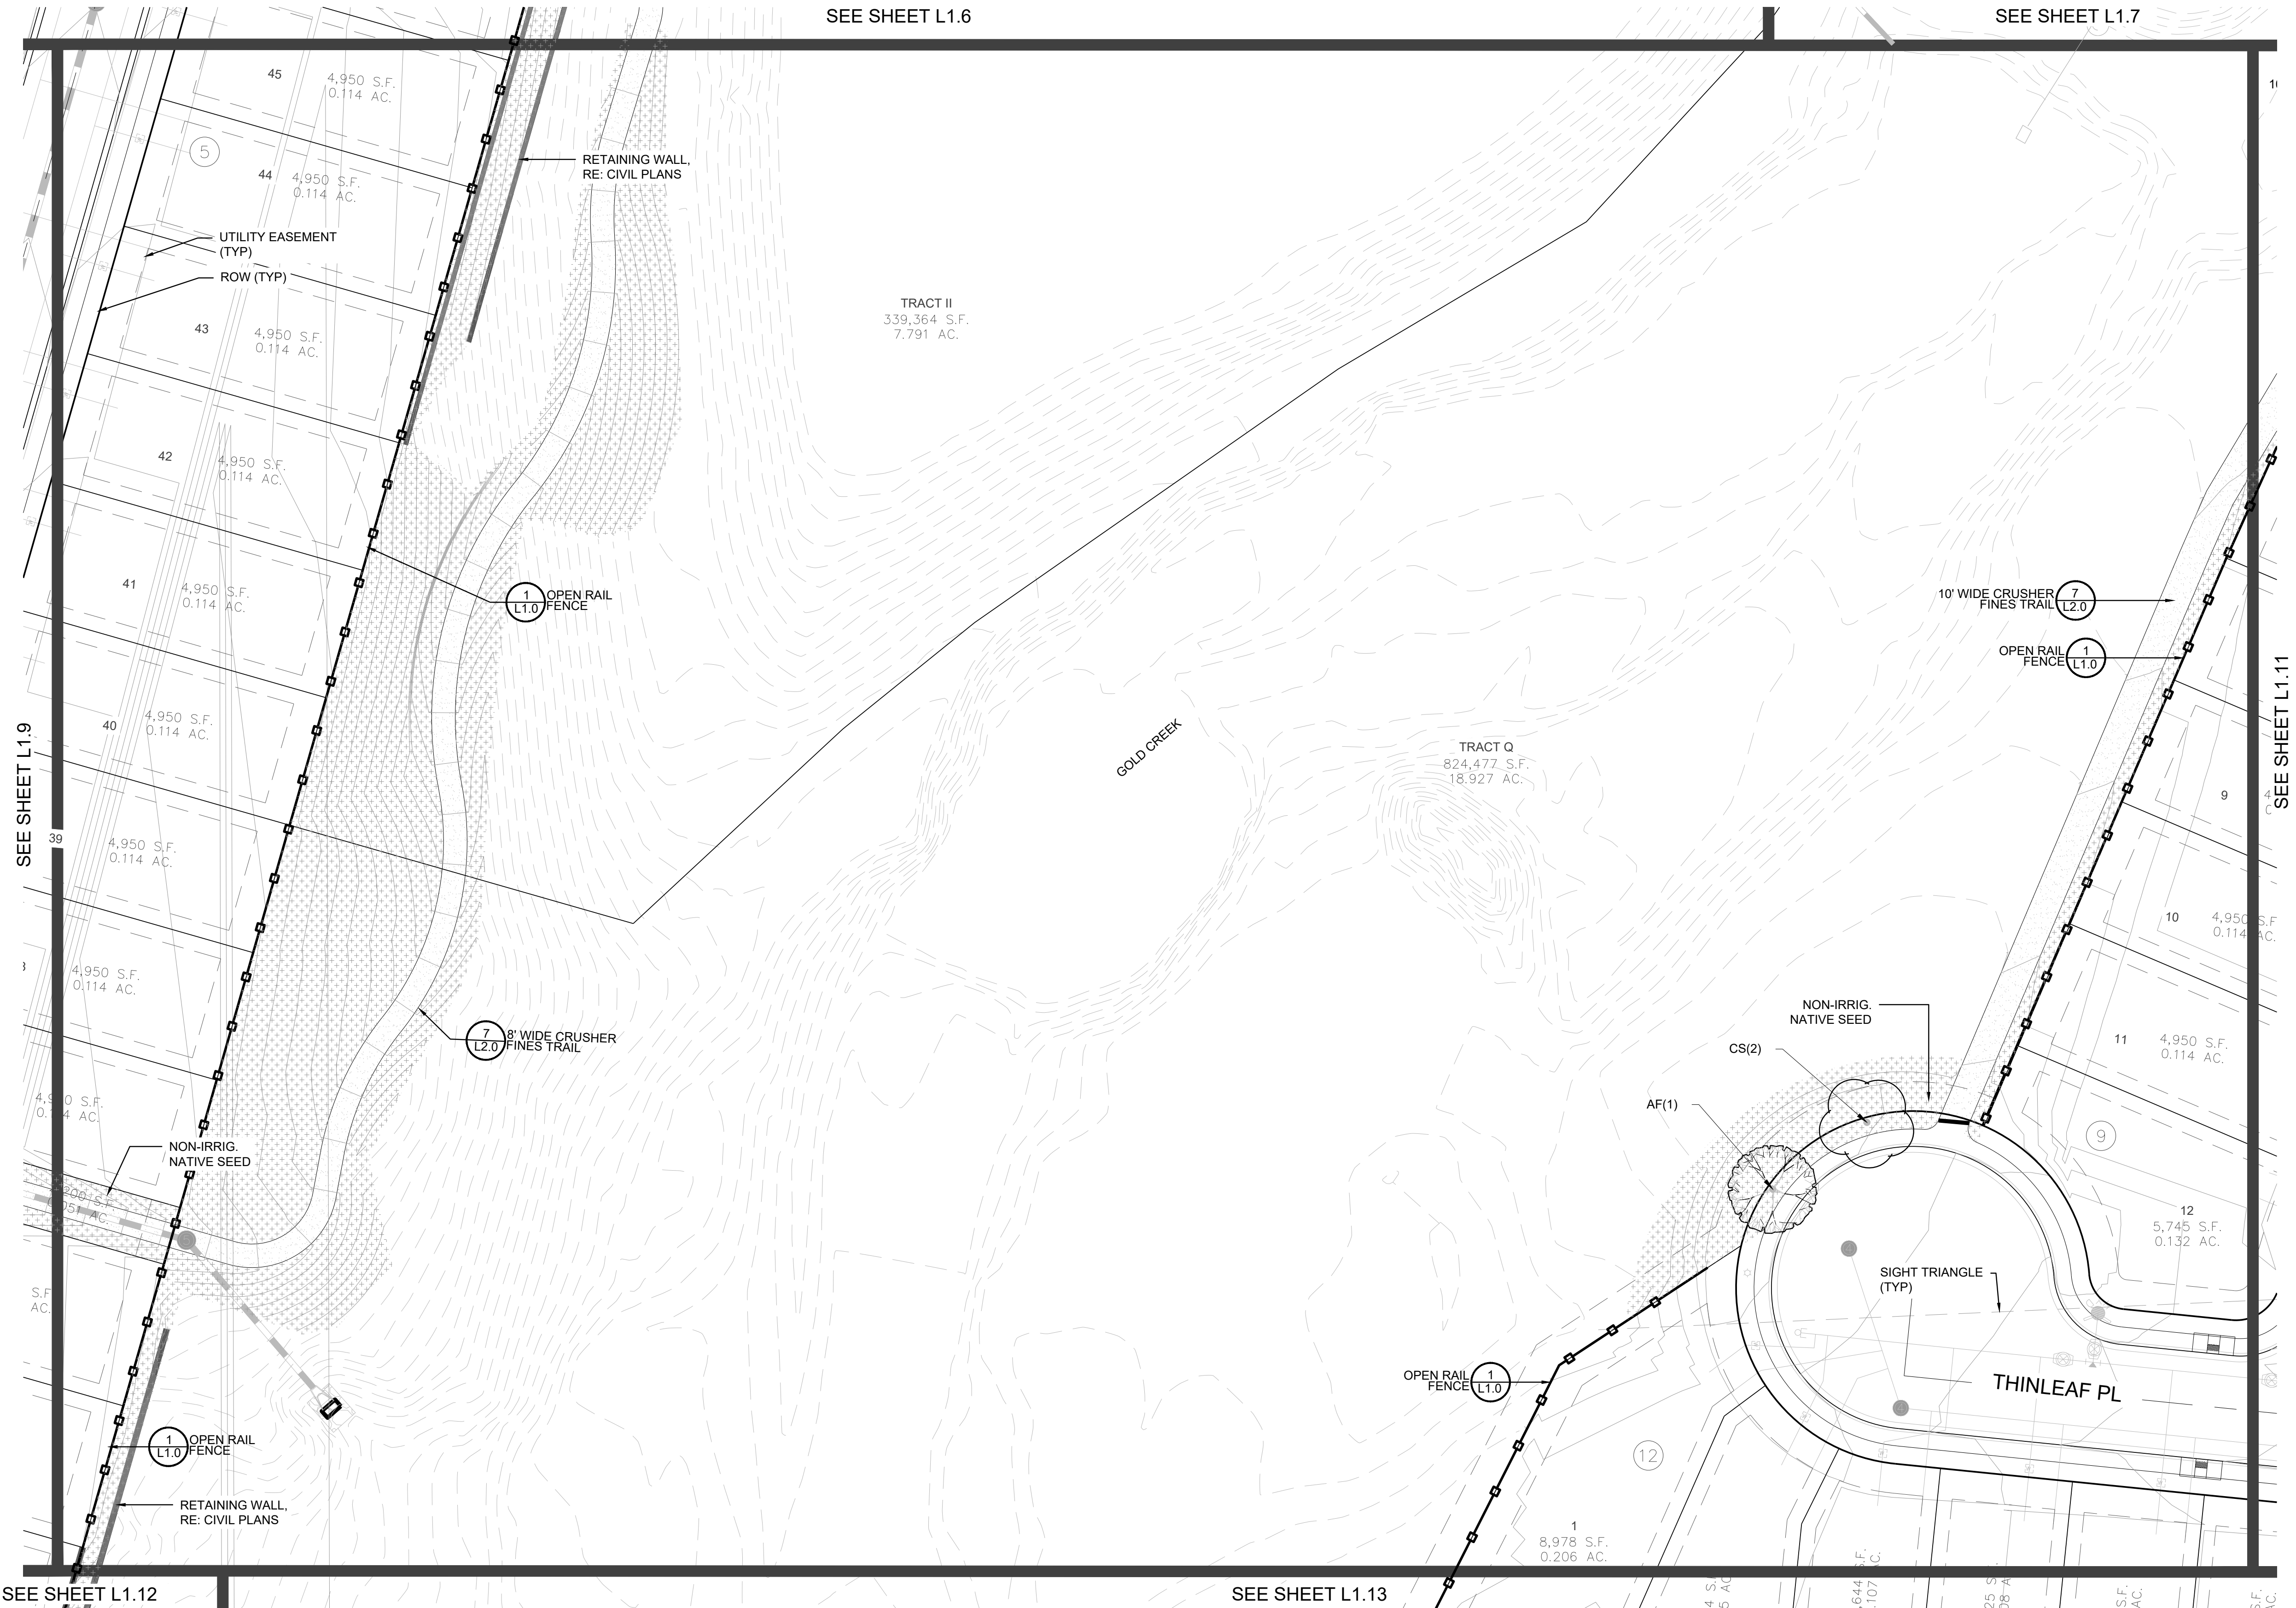 SEE SHEET L1.6
SEE SHEET L1.7
45
4,950 S.F.
0.114 AC.
5
44
4,950 S.F.
0.114 AC.
RETAINING WALL,
RE: CIVIL PLANS
UTILITY EASEMENT
(TYP)
ROW (TYP)
43
4,950 S.F.
0.114 AC.
TRACT II
339,364 S.F.
7.791 AC.
42
4,950 S.F.
0.114 AC.
41
4,950 S.F.
0.114 AC.
1
L1.0
OPEN RAIL
FENCE
10' WIDE CRUSHER
FINES TRAIL
7
L2.0
OPEN RAIL
FENCE
1
L1.0
SEE SHEET L1.11
SEE SHEET L1.9
40
4,950 S.F.
0.114 AC.
GOLD CREEK
TRACT Q
824,477 S.F.
18.927 AC.
9
39
4,950 S.F.
0.114 AC.
10
4,950 S.F.
0.114 AC.
4,950 S.F.
0.114 AC.
7
L2.0
8' WIDE CRUSHER
FINES TRAIL
NON-IRRIG.
NATIVE SEED
CS(2)
AF(1)
11
4,950 S.F.
0.114 AC.
9
NON-IRRIG.
NATIVE SEED
12
5,745 S.F.
0.132 AC.
SIGHT TRIANGLE
(TYP)
S.F.
AC.
OPEN RAIL
FENCE
1
L1.0
THINLEAF PL
1
L1.0
OPEN RAIL
FENCE
12
RETAINING WALL,
RE: CIVIL PLANS
1
8,978 S.F.
0.206 AC.
SEE SHEET L1.12
SEE SHEET L1.13